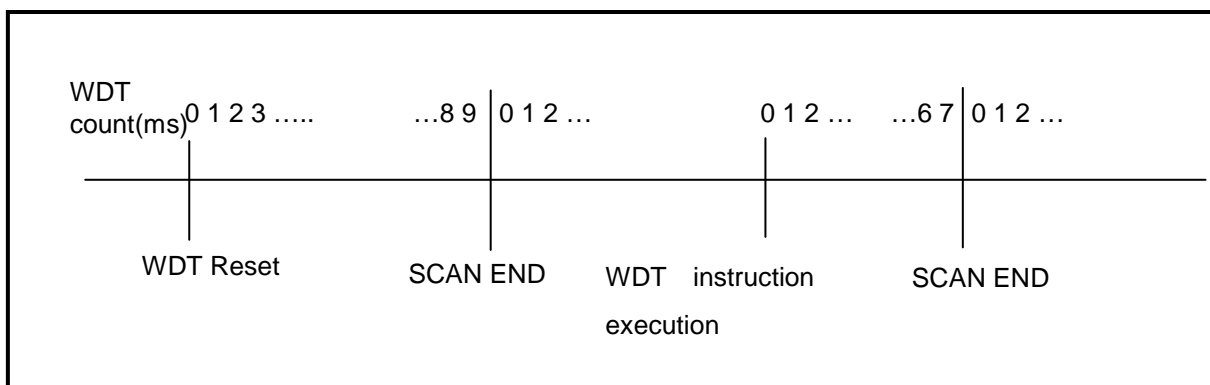 WDT
count(ms) 0 1 2 3 ….. …8 9 0 1 2 … 0 1 2 … …6 7 0 1 2 …
WDT Reset SCAN END WDT instruction SCAN END
execution